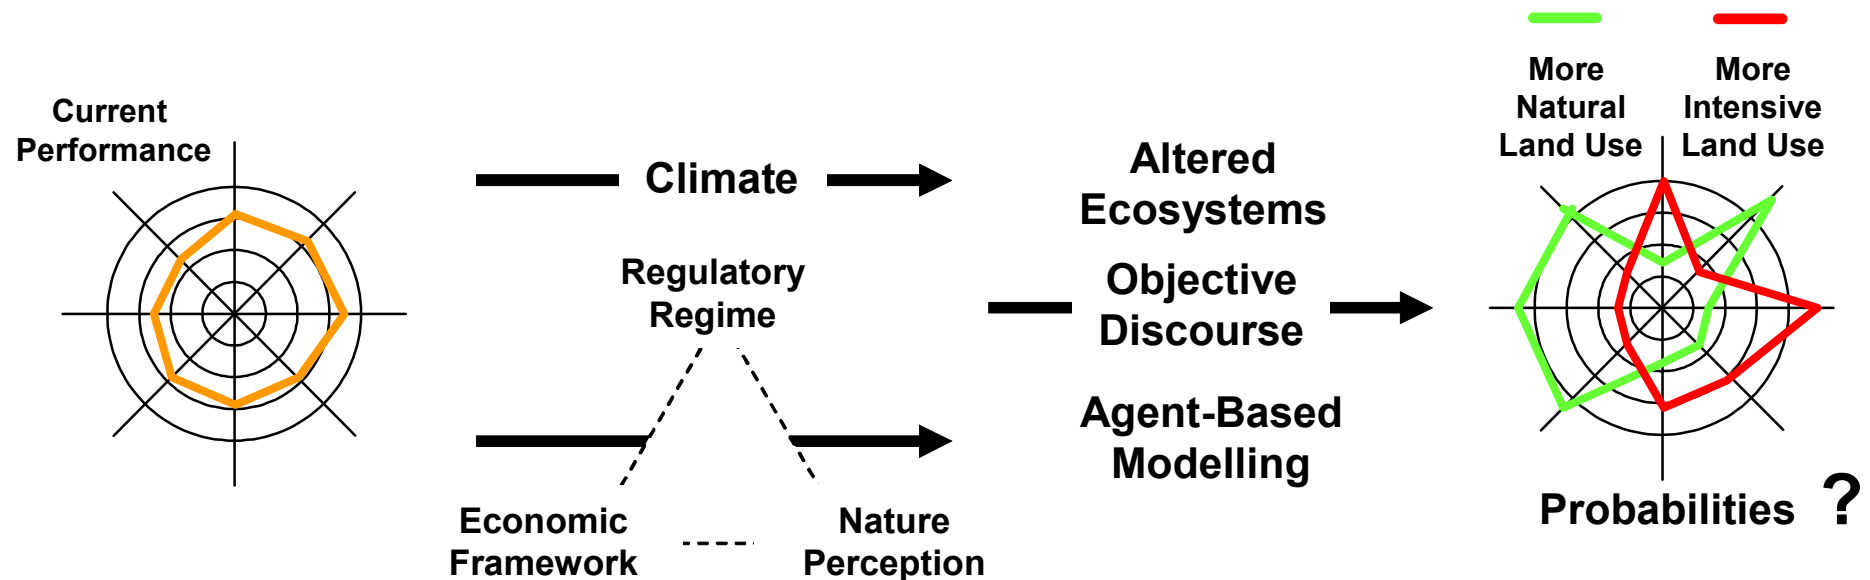 Current
Performance
Climate
Regulatory
Regime
Economic
Framework
Nature
Perception
Altered
Ecosystems
Objective
Discourse
Agent-Based
Modelling
More
Natural
Land Use
More
Intensive
Land Use
Probabilities ?